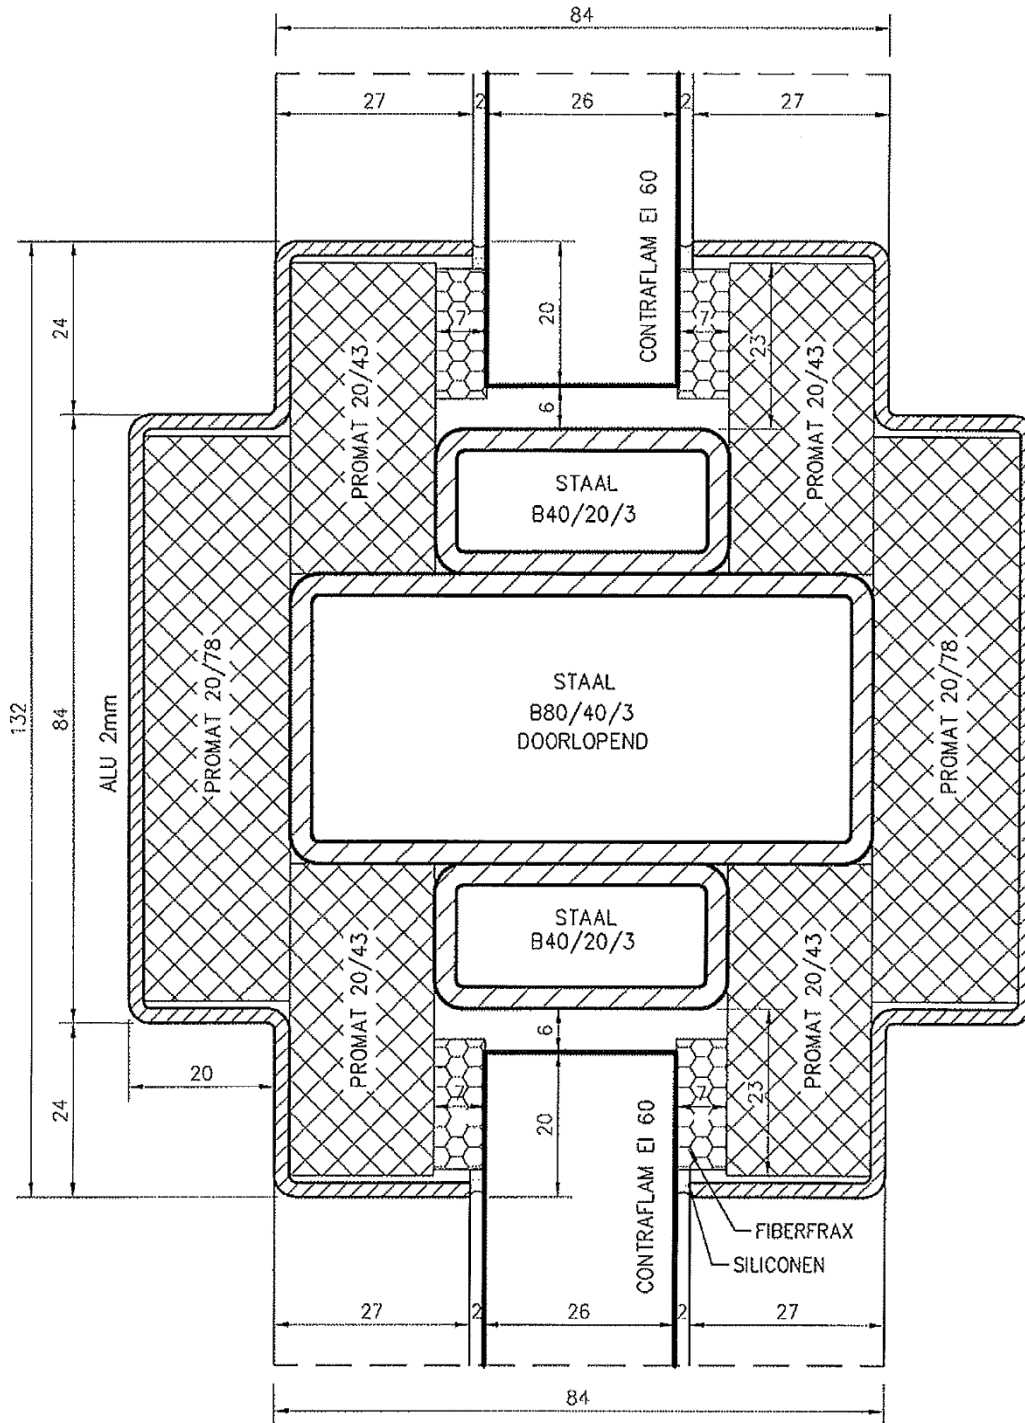 84
27
2
26
2
27
CONTRAFLAM EI 60
24
20
7
7
23
6
PROMAT 20/43
PROMAT 20/43
STAAL
B40/20/3
132
84
ALU 2mm
PROMAT 20/78
STAAL
B80/40/3
DOORLOPEND
PROMAT 20/78
STAAL
B40/20/3
PROMAT 20/43
PROMAT 20/43
6
20
24
7
20
7
23
CONTRAFLAM EI 60
FIBERFRAX
SILICONEN
27
2
26
2
27
84